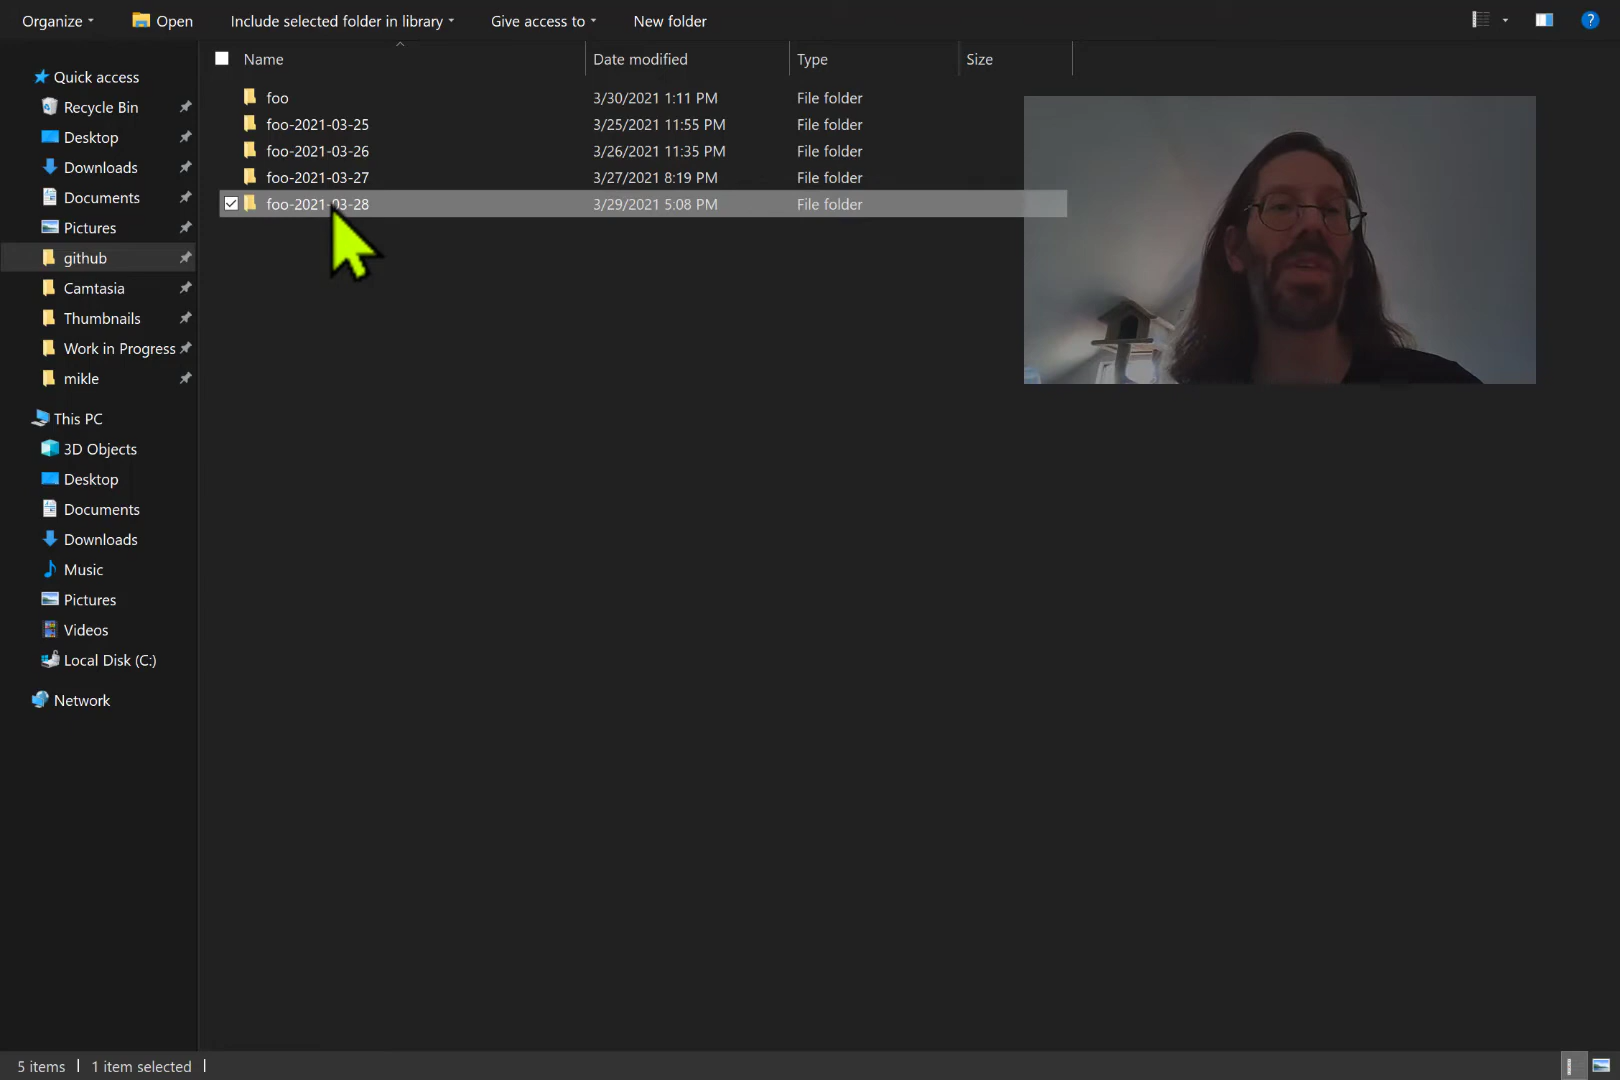 Organize Open Include selected folder in library Give access to New folder ?
Name Date modified Type Size
foo 3/30/2021 1:11 PM File folder
foo-2021-03-25 3/25/2021 11:55 PM File folder
foo-2021-03-26 3/26/2021 11:35 PM File folder
foo-2021-03-27 3/27/2021 8:19 PM File folder
foo-2021-03-28 3/29/2021 5:08 PM File folder
Quick access
Recycle Bin
Desktop
Downloads
Documents
Pictures
github
Camtasia
Thumbnails
Work in Progress
mikle
This PC
3D Objects
Desktop
Documents
Downloads
Music
Pictures
Videos
Local Disk (C:)
Network
5 items 1 item selected